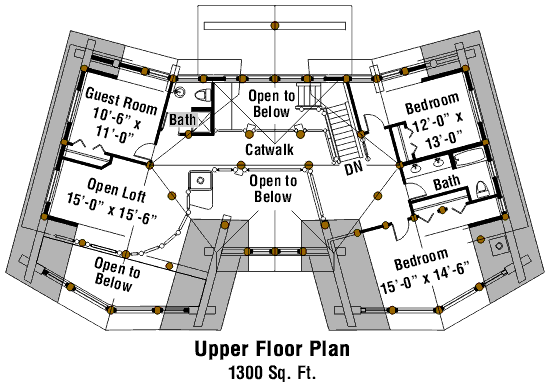 Guest Room
10'-6" x
11'-0"
Bath
Open to
Below
Catwalk
Bedroom
12'-0" x
13'-0"
DN
Open Loft
15'-0" x 15'-6"
Open to
Below
Bath
Open to
Below
Bedroom
15'-0" x 14'-6"
Upper Floor Plan
1300 Sq. Ft.